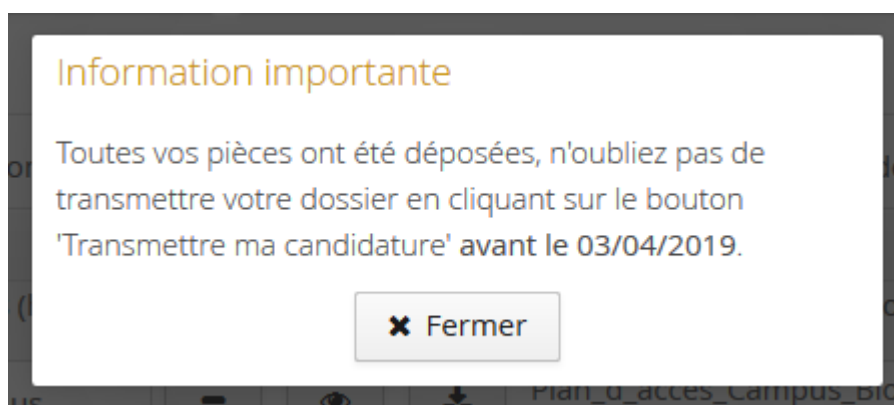 Information importante
Toutes vos pièces ont été déposées, n'oubliez pas de
transmettre votre dossier en cliquant sur le bouton
'Transmettre ma candidature' avant le 03/04/2019.
✖ Fermer
Plan_d_acces_Campus_Bio